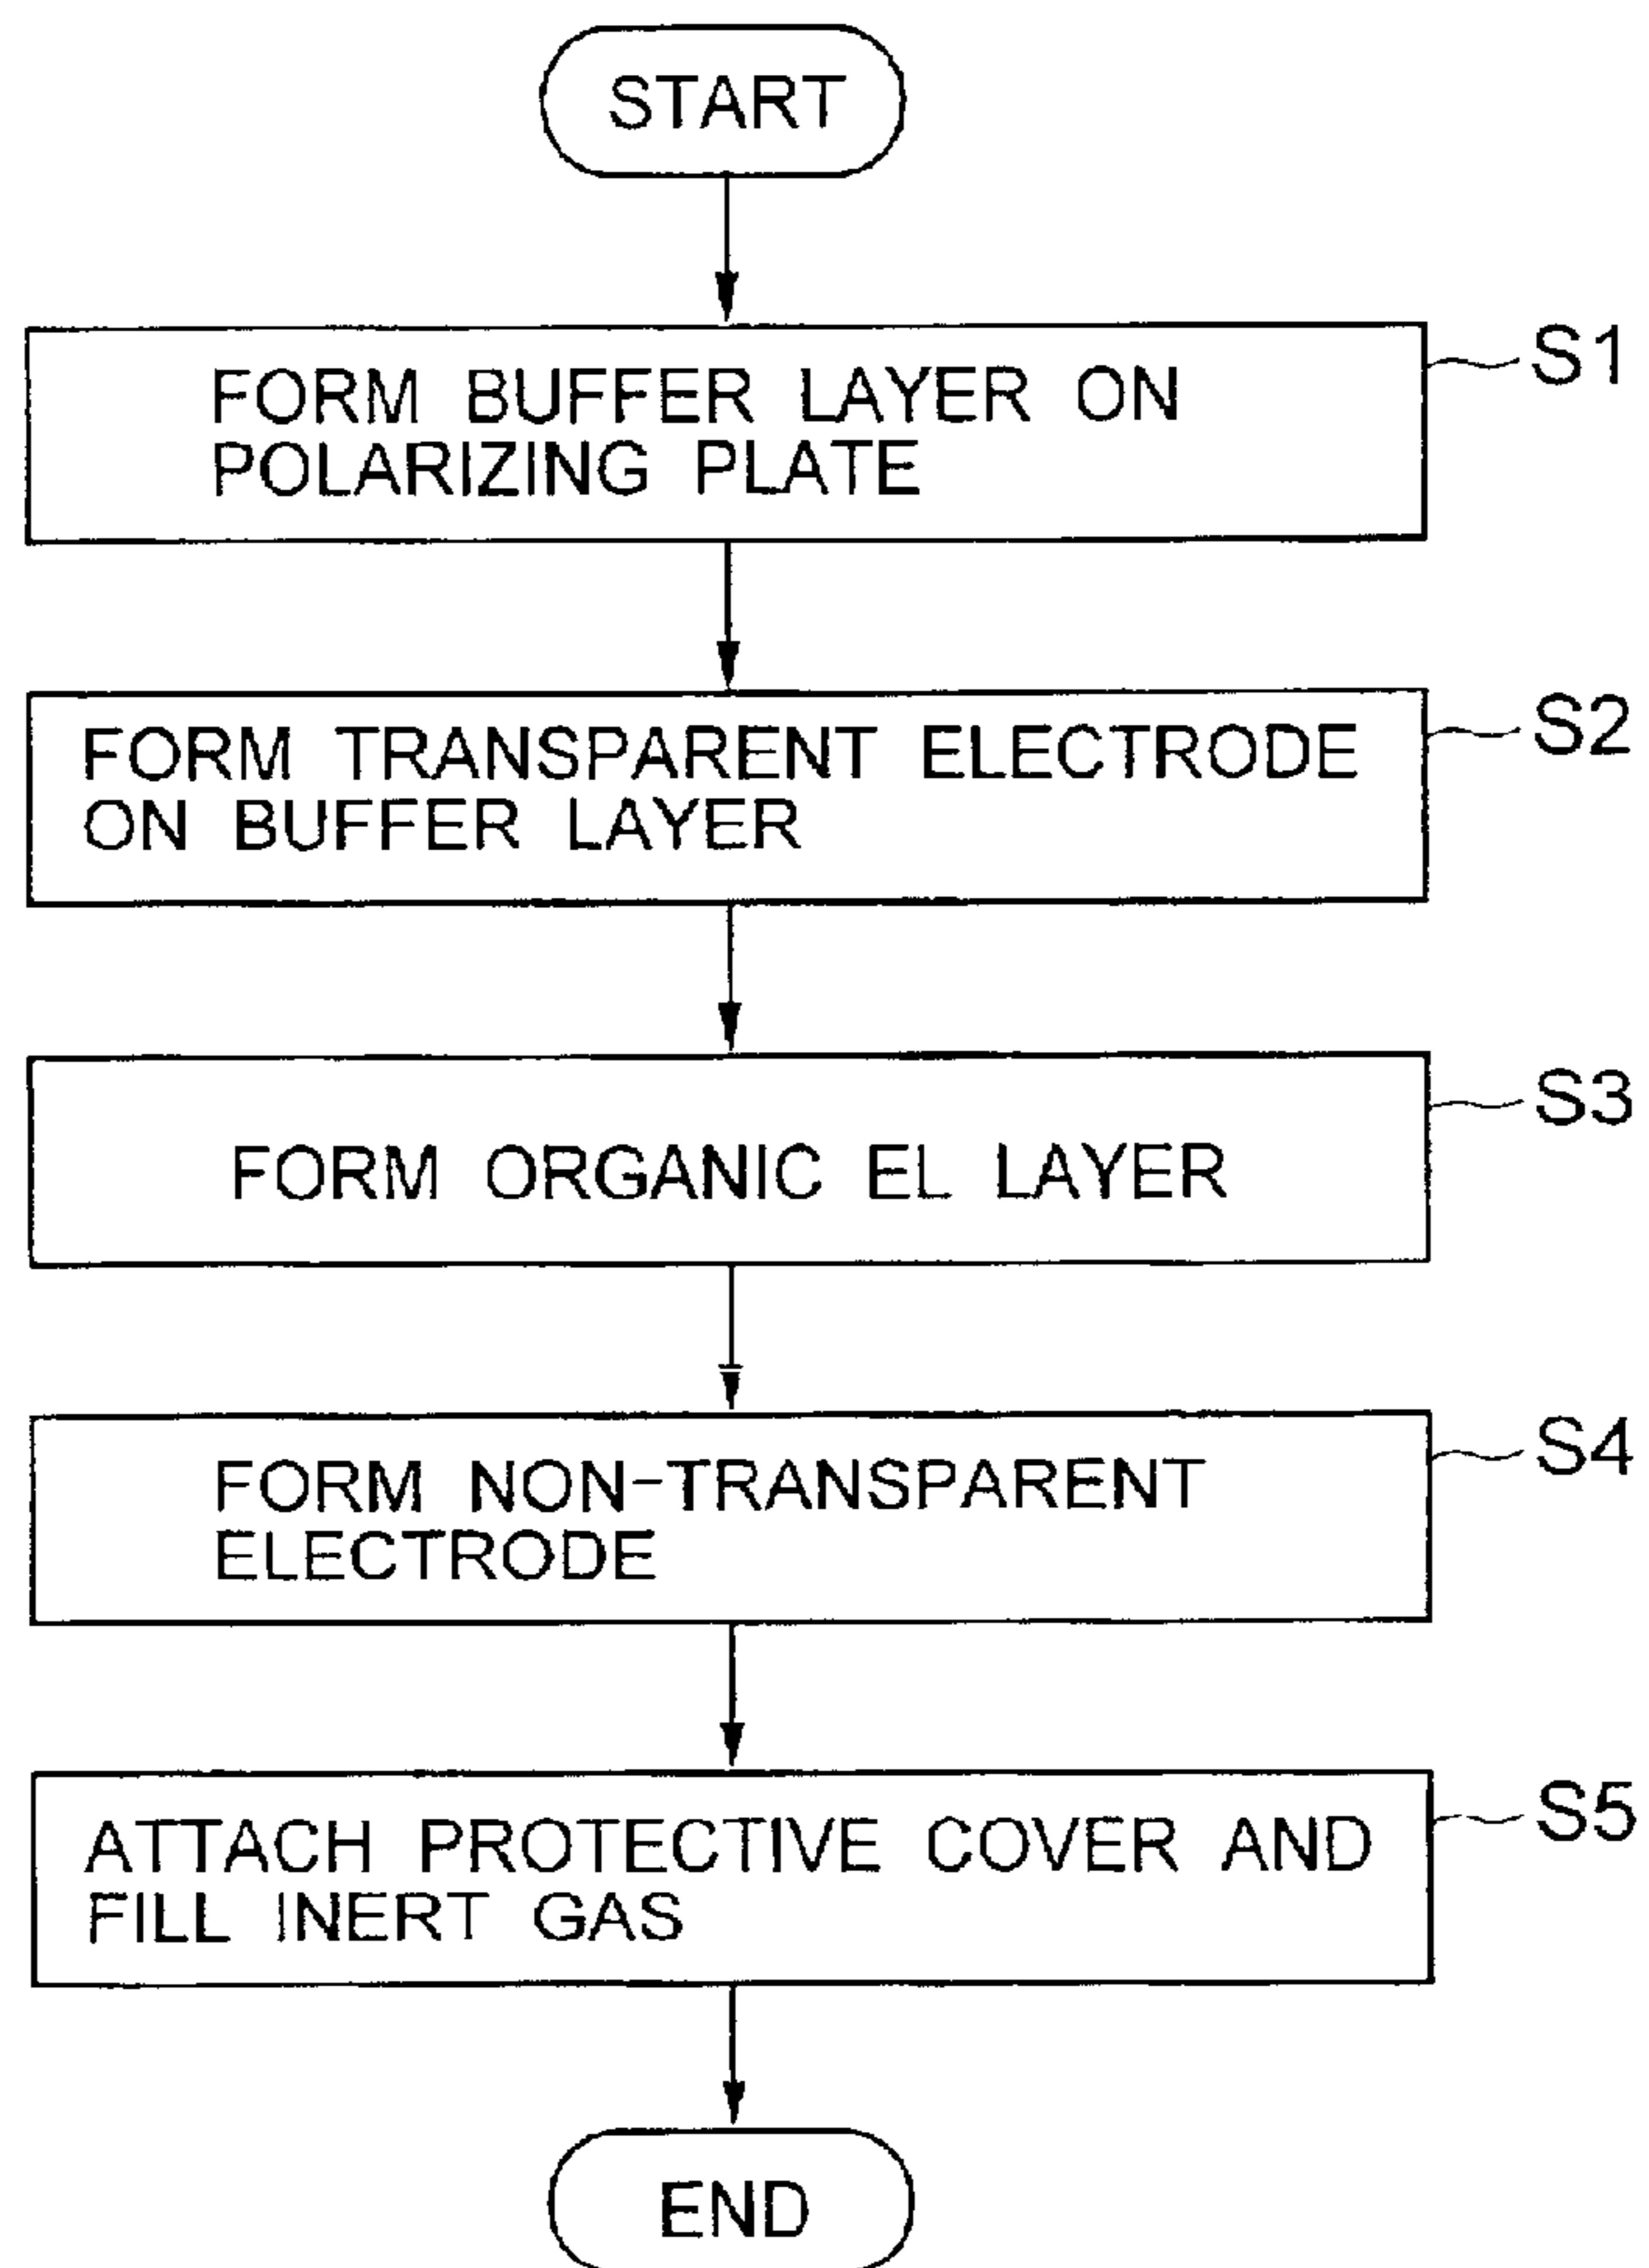 START
FORM BUFFER LAYER ON
POLARIZING PLATE
S1
FORM TRANSPARENT ELECTRODE
ON BUFFER LAYER
S2
FORM ORGANIC EL LAYER
S3
FORM NON-TRANSPARENT
ELECTRODE
S4
ATTACH PROTECTIVE COVER AND
FILL INERT GAS
S5
END